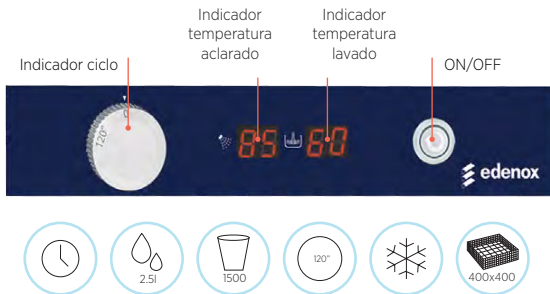 Indicador
temperatura
aclarado
Indicador
temperatura
lavado
Indicador ciclo
ON/OFF
0
120"
85
60
edenox
2.5l
1500
120"
400x400